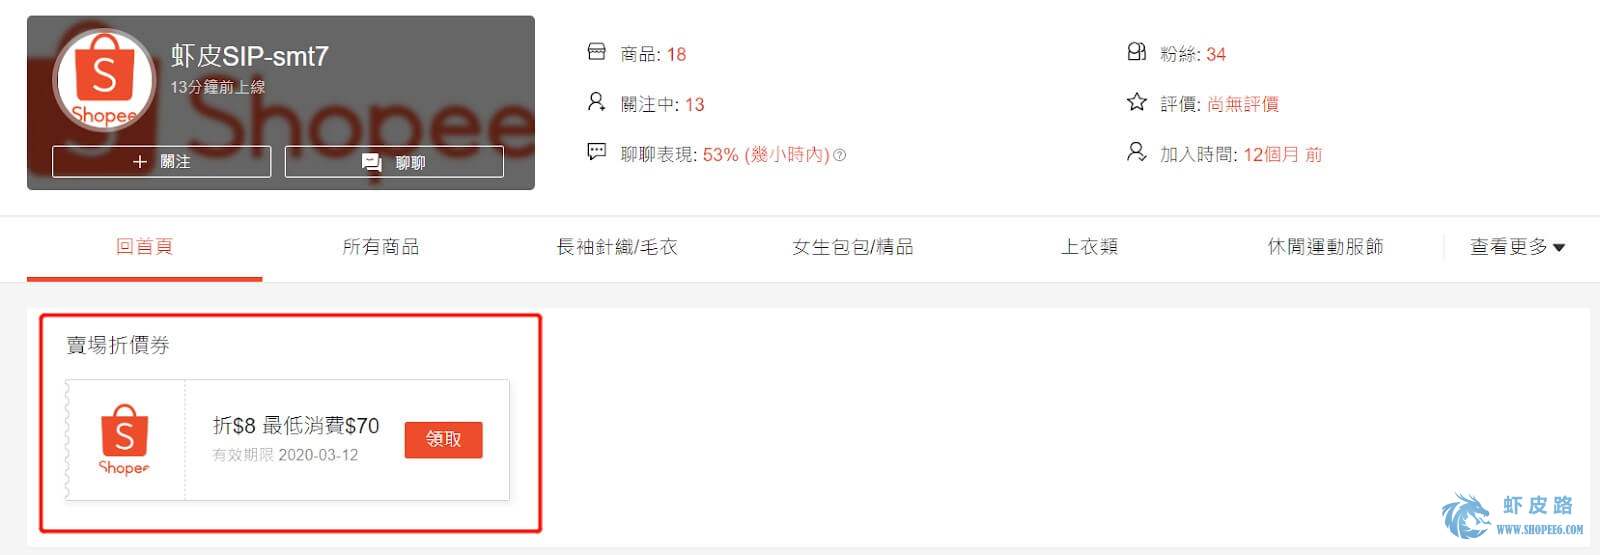 虾皮SIP-smt7
13分鐘前上線
Shopee
Shopee
+ 關注
聊聊
商品: 18
粉絲: 34
關注中: 13
評價: 尚無評價
聊聊表現: 53% (幾小時內)
加入時間: 12個月 前
回首頁 所有商品 長袖針織/毛衣 女生包包/精品 上衣類 休閒運動服飾 查看更多
賣場折價券
Shopee
折$8 最低消費$70
有效期限 2020-03-12
領取
虾皮路
WWW.SHOPEE6.COM